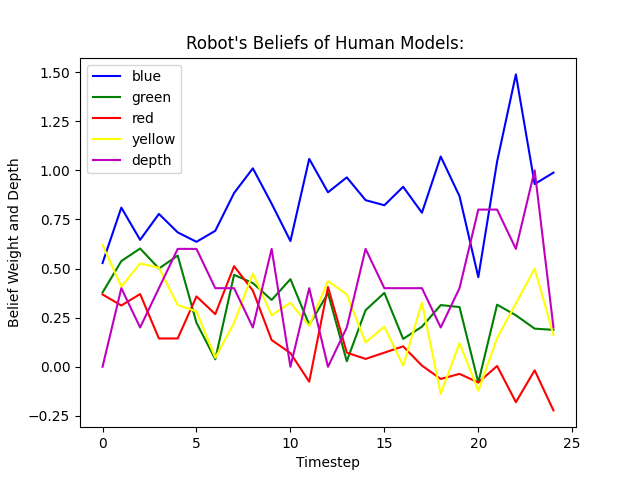 Robot's Beliefs of Human Models:
blue
green
red
yellow
depth
1.50
1.25
1.00
0.75
0.50
0.25
0.00
−0.25
Belief Weight and Depth
0 5 10 15 20 25
Timestep